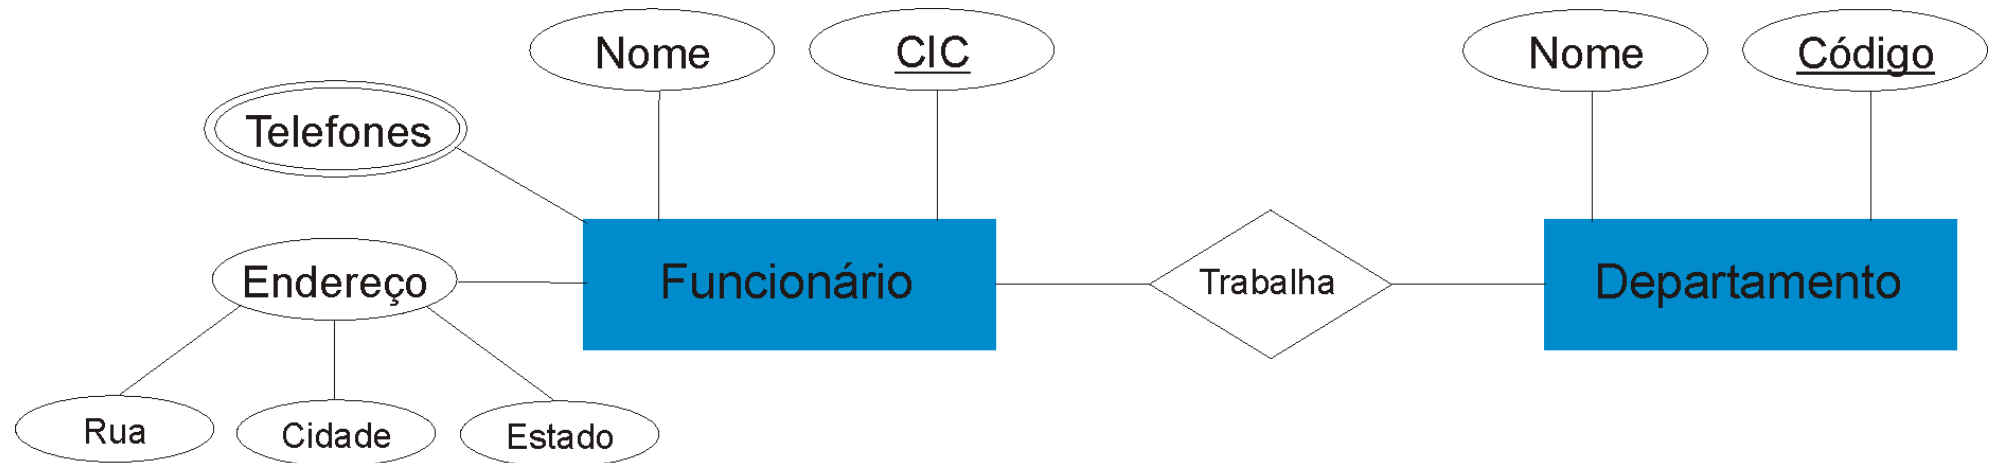 Nome
CIC
Nome
Código
Telefones
Endereço
Funcionário
Trabalha
Departamento
Rua
Cidade
Estado